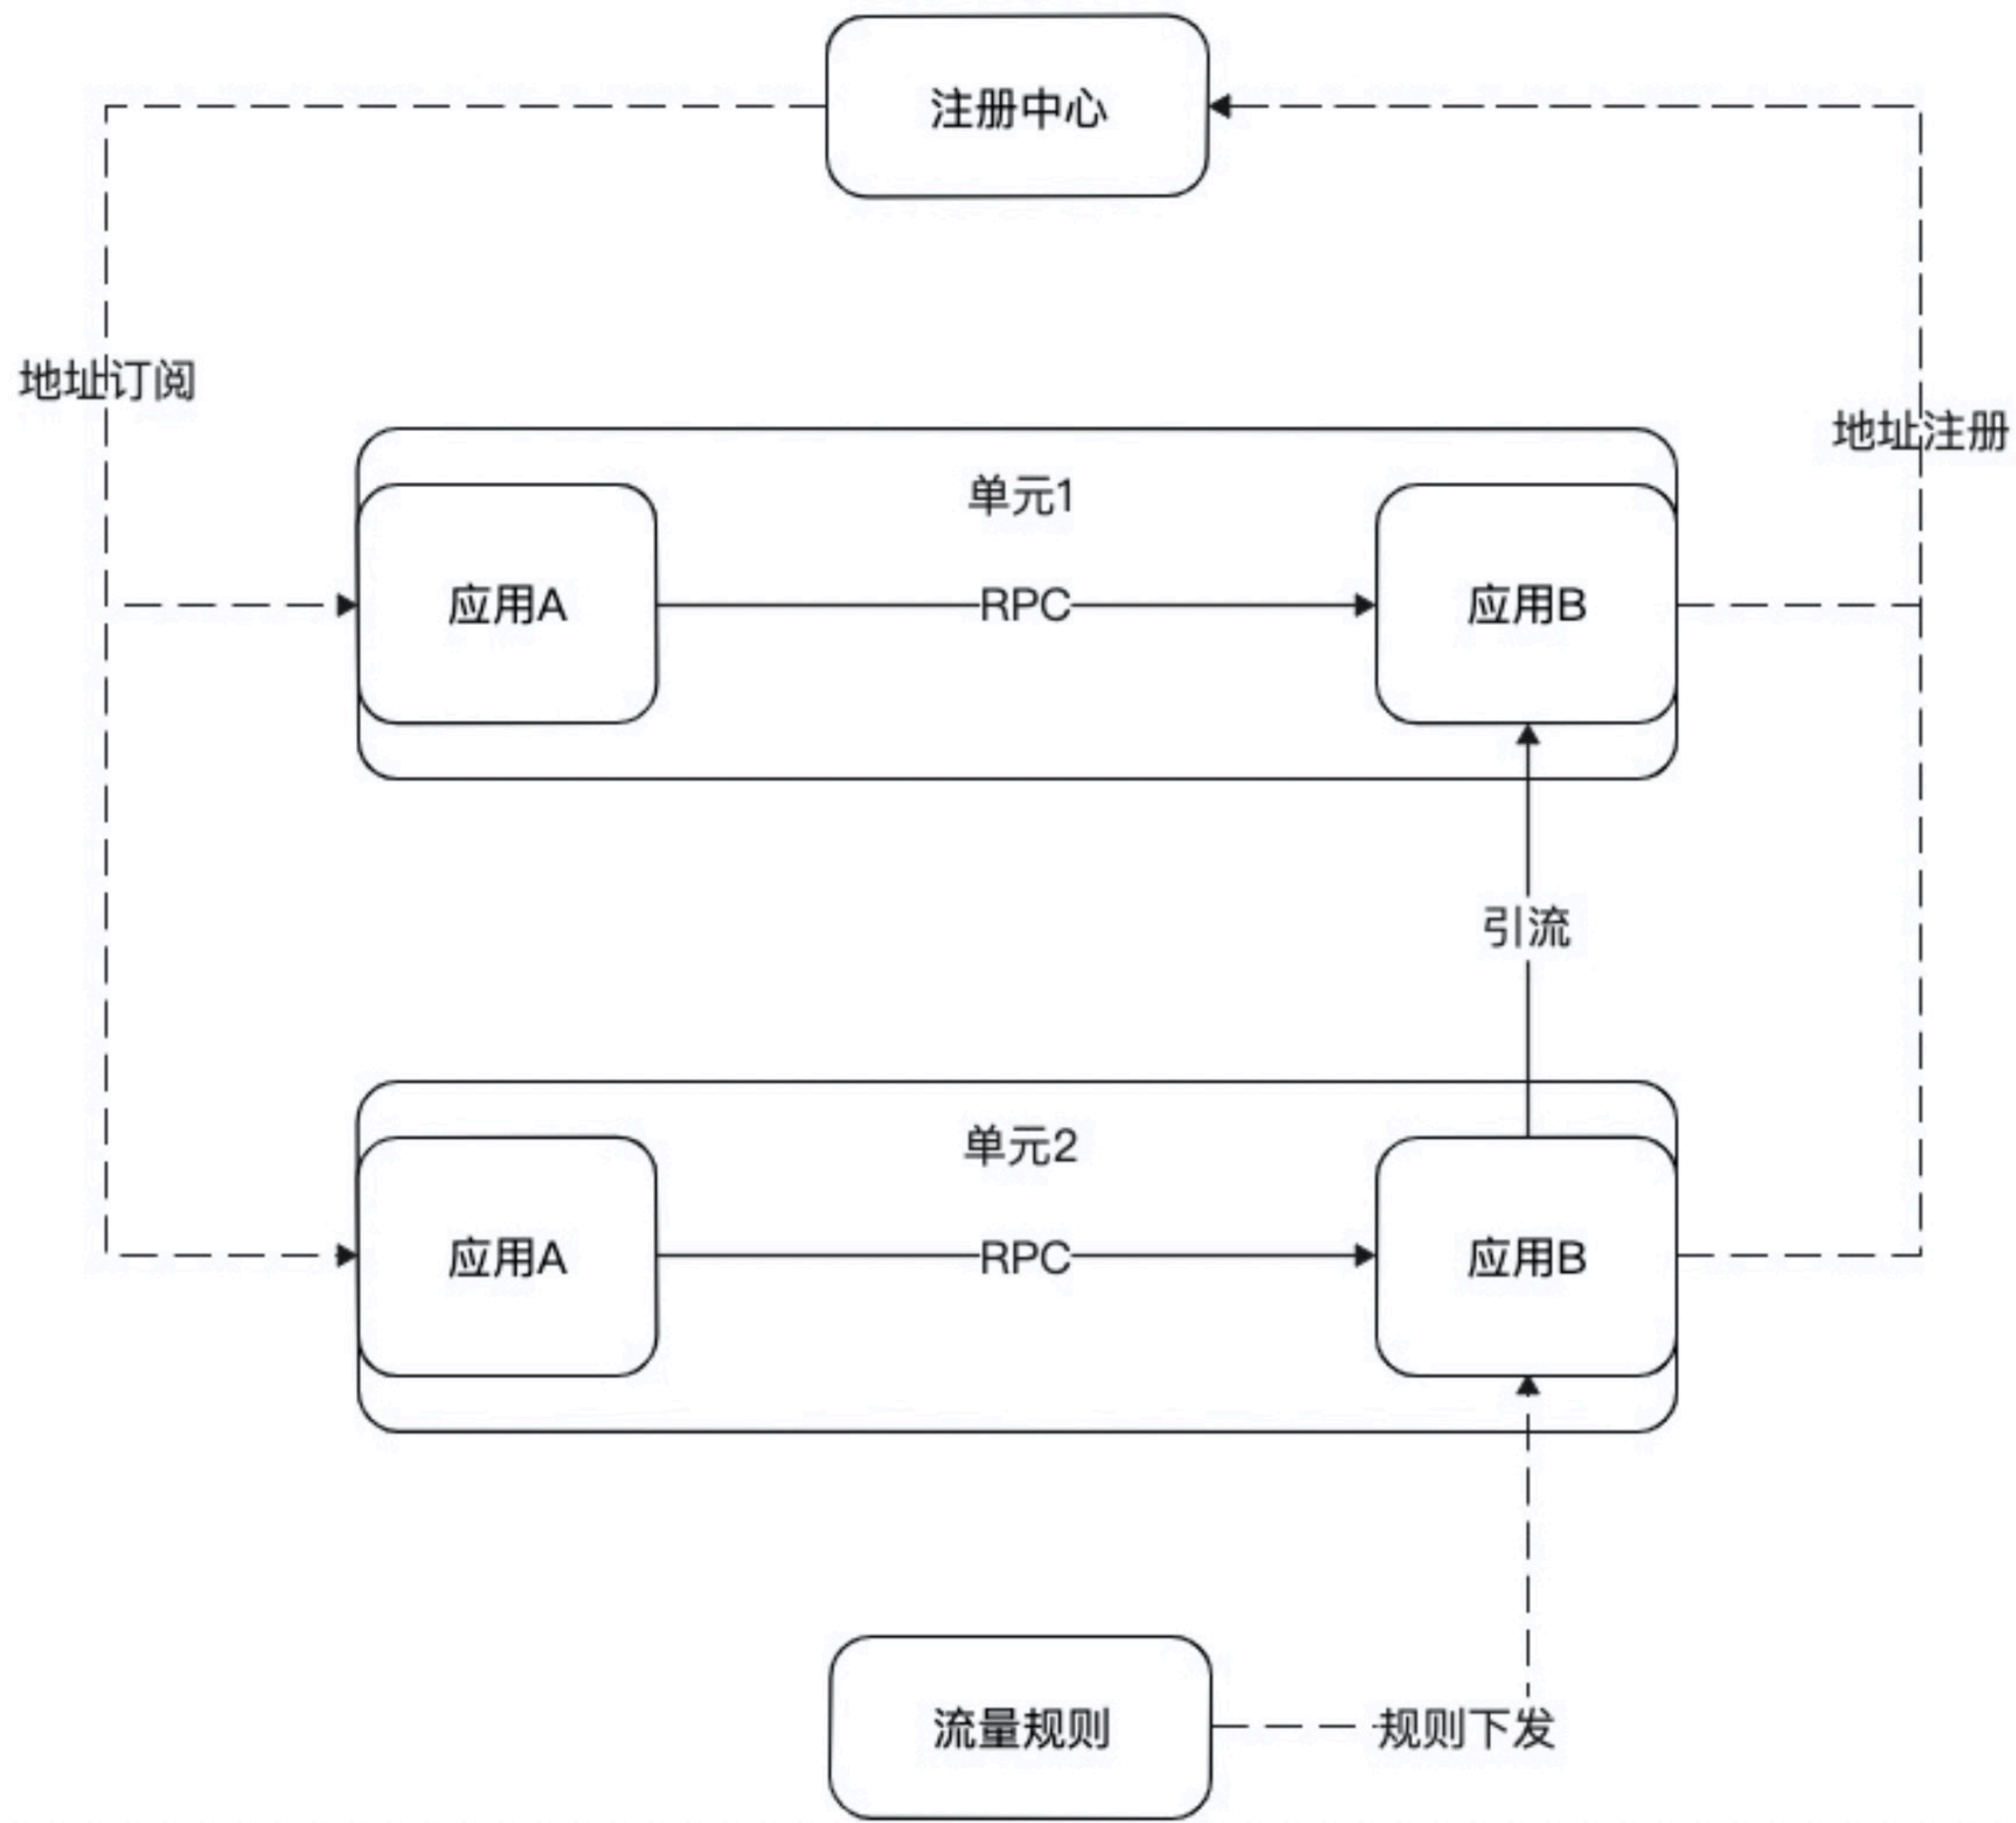 注册中心
地址订阅
地址注册
单元1
应用A
RPC
应用B
引流
单元2
应用A
RPC
应用B
流量规则
规则下发